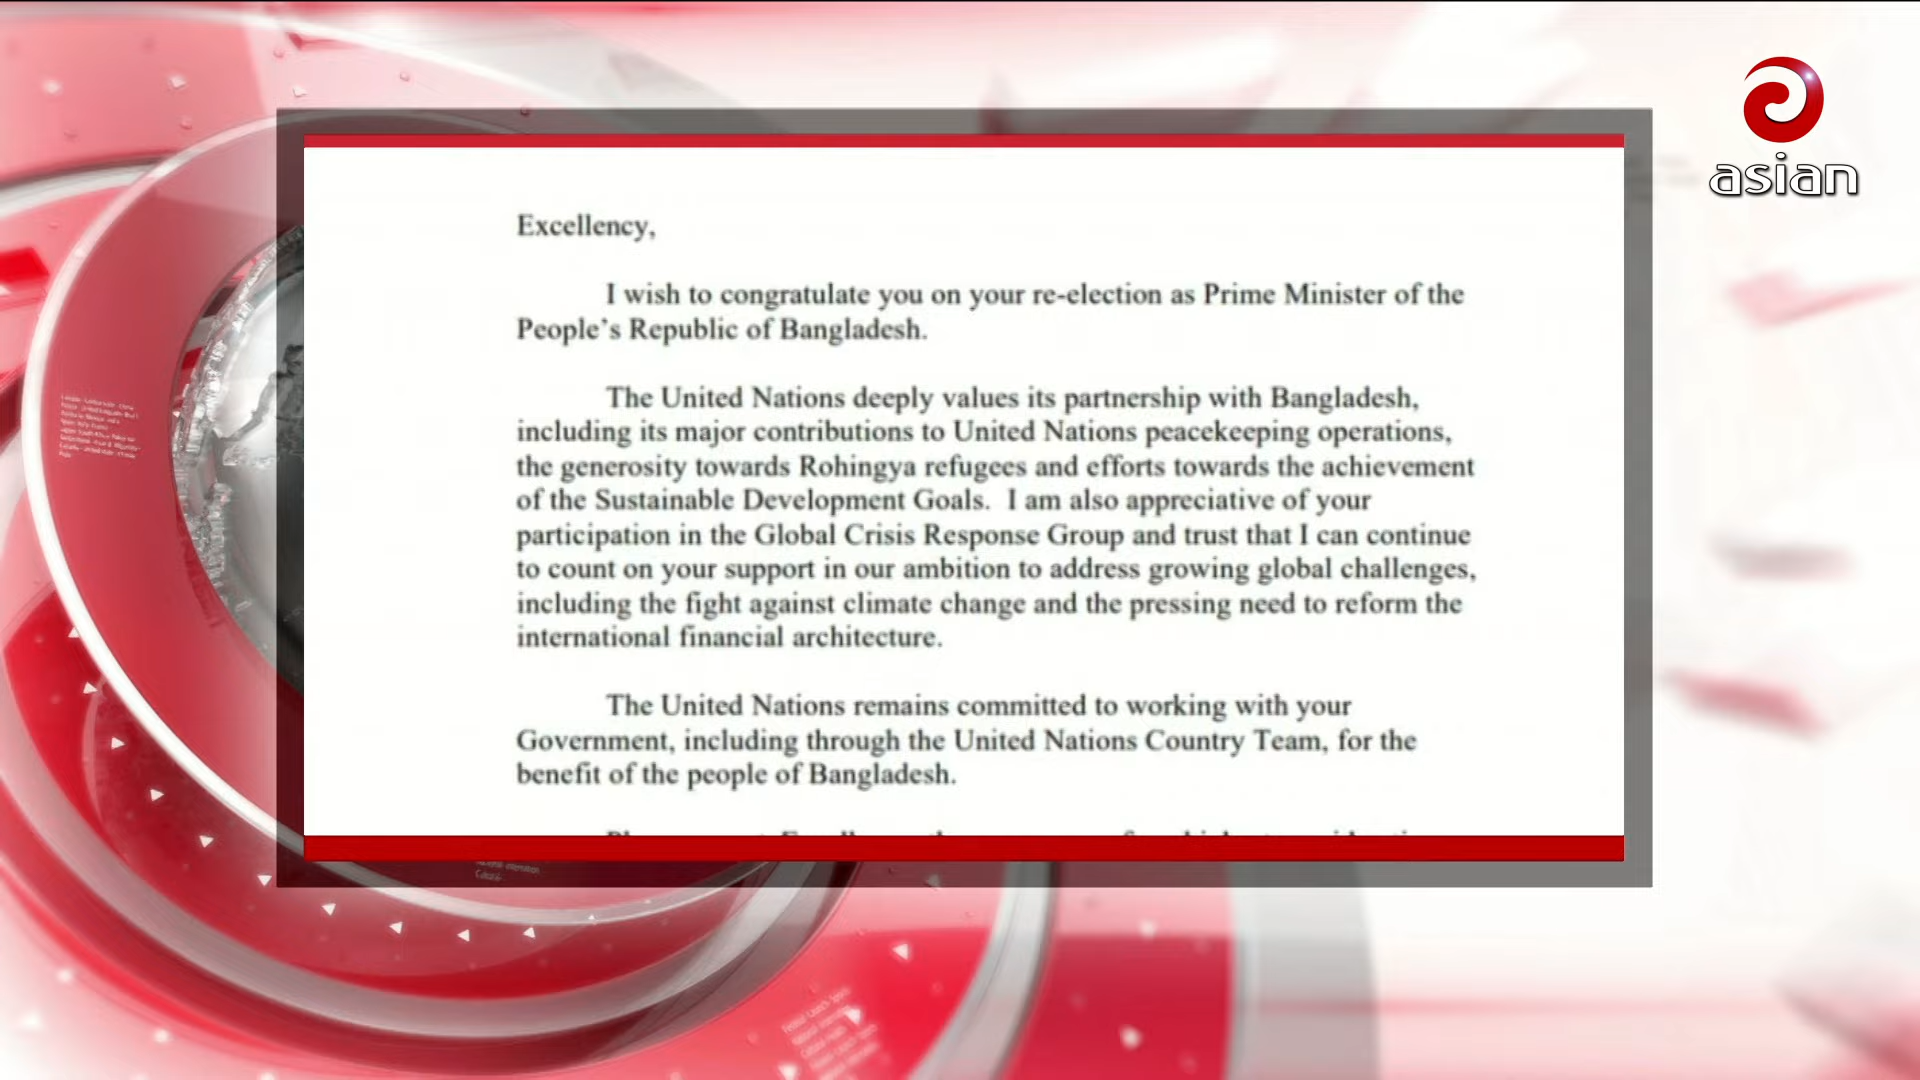 asian
Excellency,
I wish to congratulate you on your re-election as Prime Minister of the
People's Republic of Bangladesh.
The United Nations deeply values its partnership with Bangladesh,
including its major contributions to United Nations peacekeeping operations,
the generosity towards Rohingya refugees and efforts towards the achievement
of the Sustainable Development Goals.  I am also appreciative of your
participation in the Global Crisis Response Group and trust that I can continue
to count on your support in our ambition to address growing global challenges,
including the fight against climate change and the pressing need to reform the
international financial architecture.
The United Nations remains committed to working with your
Government, including through the United Nations Country Team, for the
benefit of the people of Bangladesh.